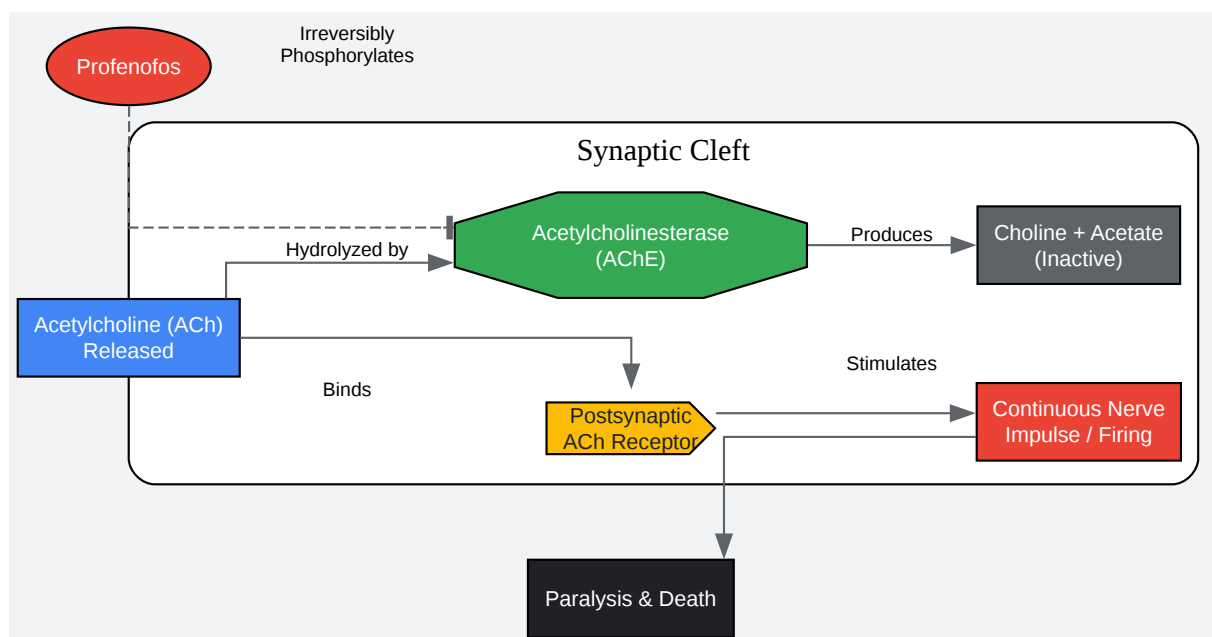 Irreversibly
Phosphorylates
Profenofos
Synaptic Cleft
Acetylcholinesterase
(AChE)
Produces
Choline + Acetate
(Inactive)
Hydrolyzed by
Acetylcholine (ACh)
Released
Binds
Stimulates
Postsynaptic
ACh Receptor
Continuous Nerve
Impulse / Firing
Paralysis & Death